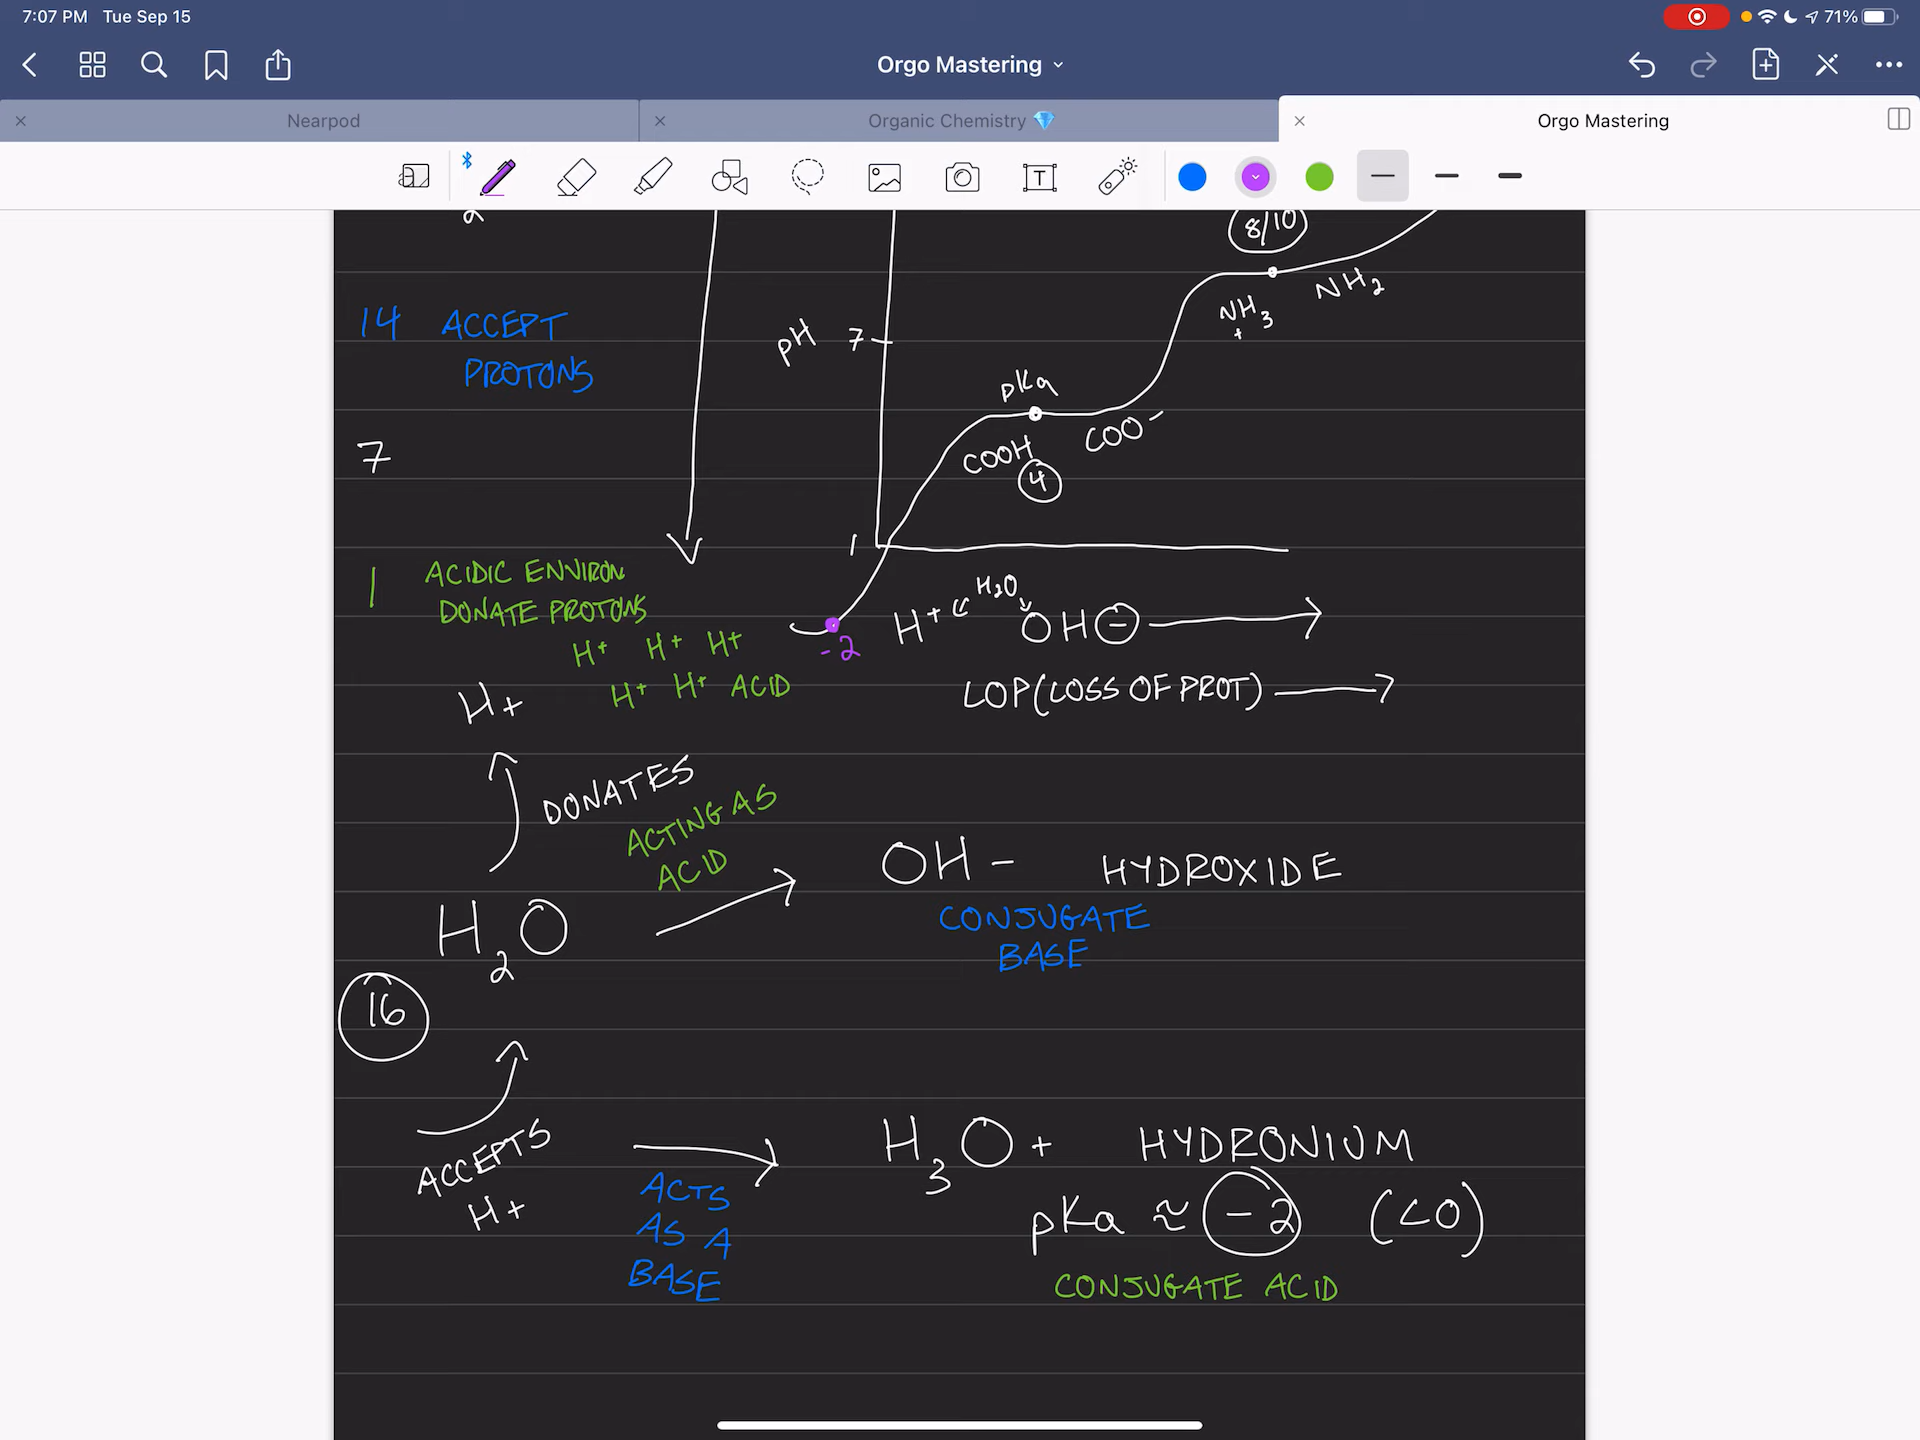 7:07 PM Tue Sep 15
71%
Orgo Mastering
Nearpod
Organic Chemistry 💎
Orgo Mastering
a
8/10
NH3+
NH2
14 ACCEPT
PROTONS
pH 7
pKa
COOH
COO-
4
7
1
1 ACIDIC ENVIRON
DONATE PROTONS
H+ H+ H+
H+ H+ ACID
-2
H2O
H+ OH-
LOP (LOSS OF PROT)
H+
DONATES
ACTING AS
ACID
OH- HYDROXIDE
CONJUGATE
BASE
H2O
16
ACCEPTS
H+
ACTS
AS A
BASE
H3O+ HYDRONIUM
pKa ≈ -2 (<0)
CONJUGATE ACID